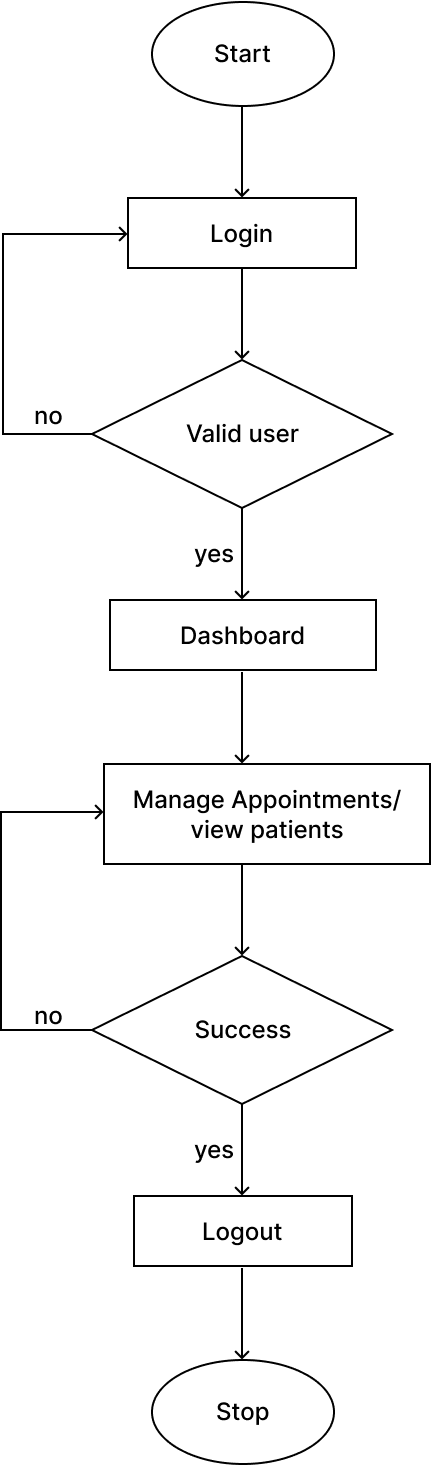 Start
Login
no
Valid user
yes
Dashboard
Manage Appointments/
view patients
no
Success
yes
Logout
Stop